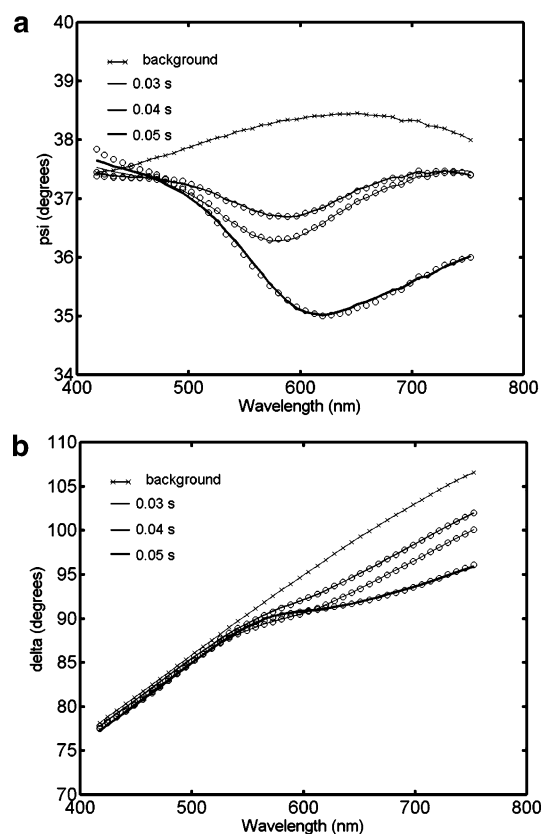 a
40
39
38
37
36
35
34
psi (degrees)
background
0.03 s
0.04 s
0.05 s
400 500 600 700 800
Wavelength (nm)
b
110
105
100
95
90
85
80
75
70
delta (degrees)
background
0.03 s
0.04 s
0.05 s
400 500 600 700 800
Wavelength (nm)